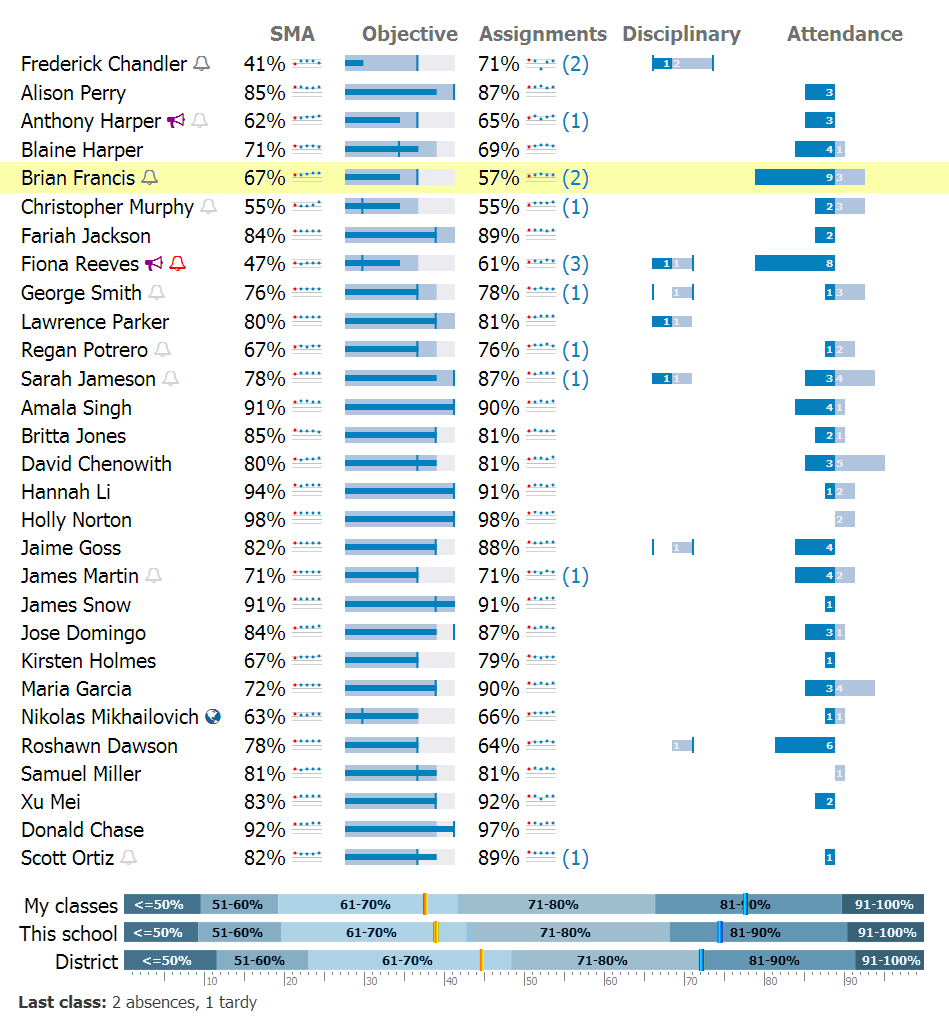 SMA Objective Assignments Disciplinary Attendance
Frederick Chandler 41% 71% (2) 1 2
Alison Perry 85% 87% 3
Anthony Harper 62% 65% (1) 3
Blaine Harper 71% 69% 4 1
Brian Francis 67% 57% (2) 9 3
Christopher Murphy 55% 55% (1) 2 3
Fariah Jackson 84% 89% 2
Fiona Reeves 47% 61% (3) 1 1 8
George Smith 76% 78% (1) 1 1 3
Lawrence Parker 80% 81% 1 1
Regan Potrero 67% 76% (1) 1 2
Sarah Jameson 78% 87% (1) 1 1 3 4
Amala Singh 91% 90% 4 1
Britta Jones 85% 81% 2 1
David Chenowith 80% 81% 3 5
Hannah Li 94% 91% 1 2
Holly Norton 98% 98% 2
Jaime Goss 82% 88% 1 4
James Martin 71% 71% (1) 4 2
James Snow 91% 91% 1
Jose Domingo 84% 87% 3 1
Kirsten Holmes 67% 79% 1
Maria Garcia 72% 90% 3 4
Nikolas Mikhailovich 63% 66% 1 1
Roshawn Dawson 78% 64% 1 6
Samuel Miller 81% 81% 1
Xu Mei 83% 92% 2
Donald Chase 92% 97%
Scott Ortiz 82% 89% (1) 1
My classes <=50% 51-60% 61-70% 71-80% 81-90% 91-100%
This school <=50% 51-60% 61-70% 71-80% 81-90% 91-100%
District <=50% 51-60% 61-70% 71-80% 81-90% 91-100%
10 20 30 40 50 60 70 80 90
Last class: 2 absences, 1 tardy